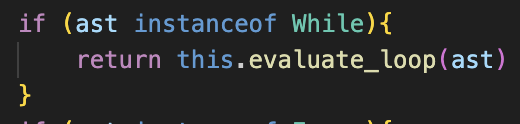 if (ast instanceof While){
return this.evaluate_loop(ast)
}